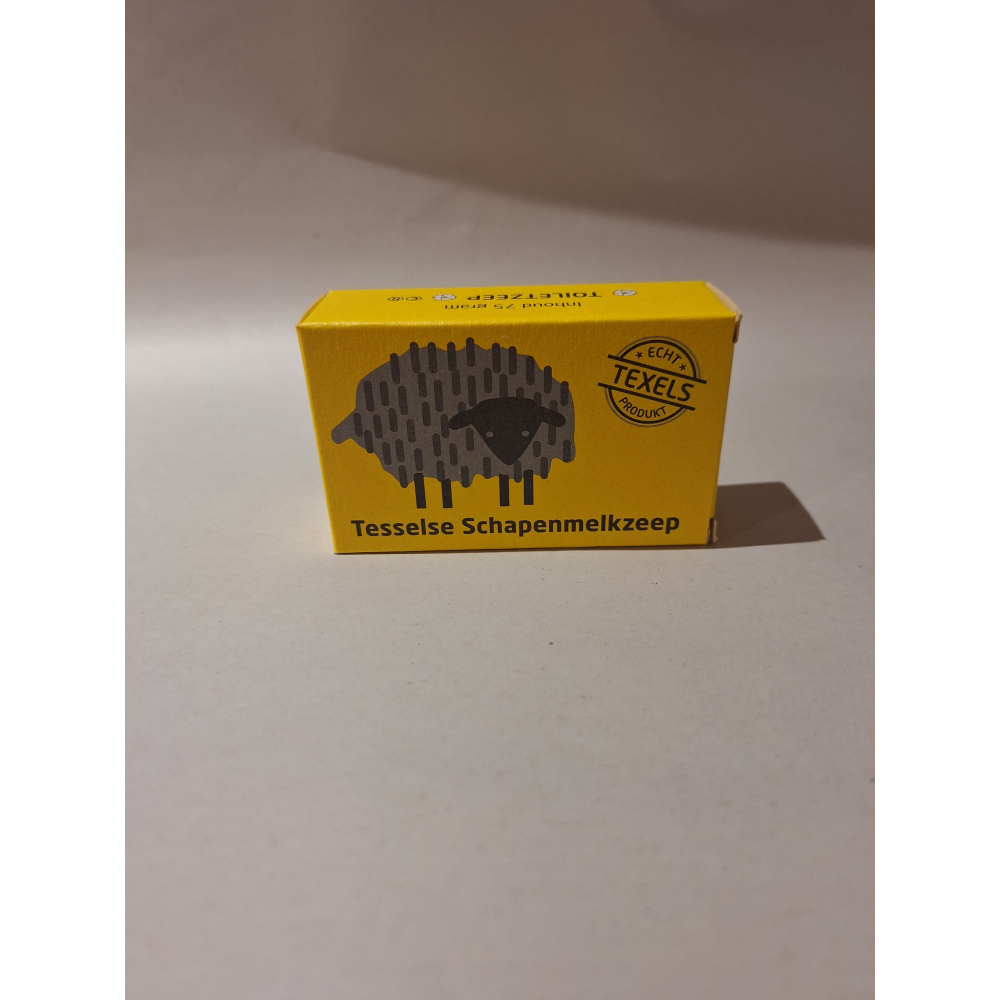 Inhoud 75 gram
TOILETZEEP
ECHT
TEXELS
PRODUKT
Tesselse Schapenmelkzeep